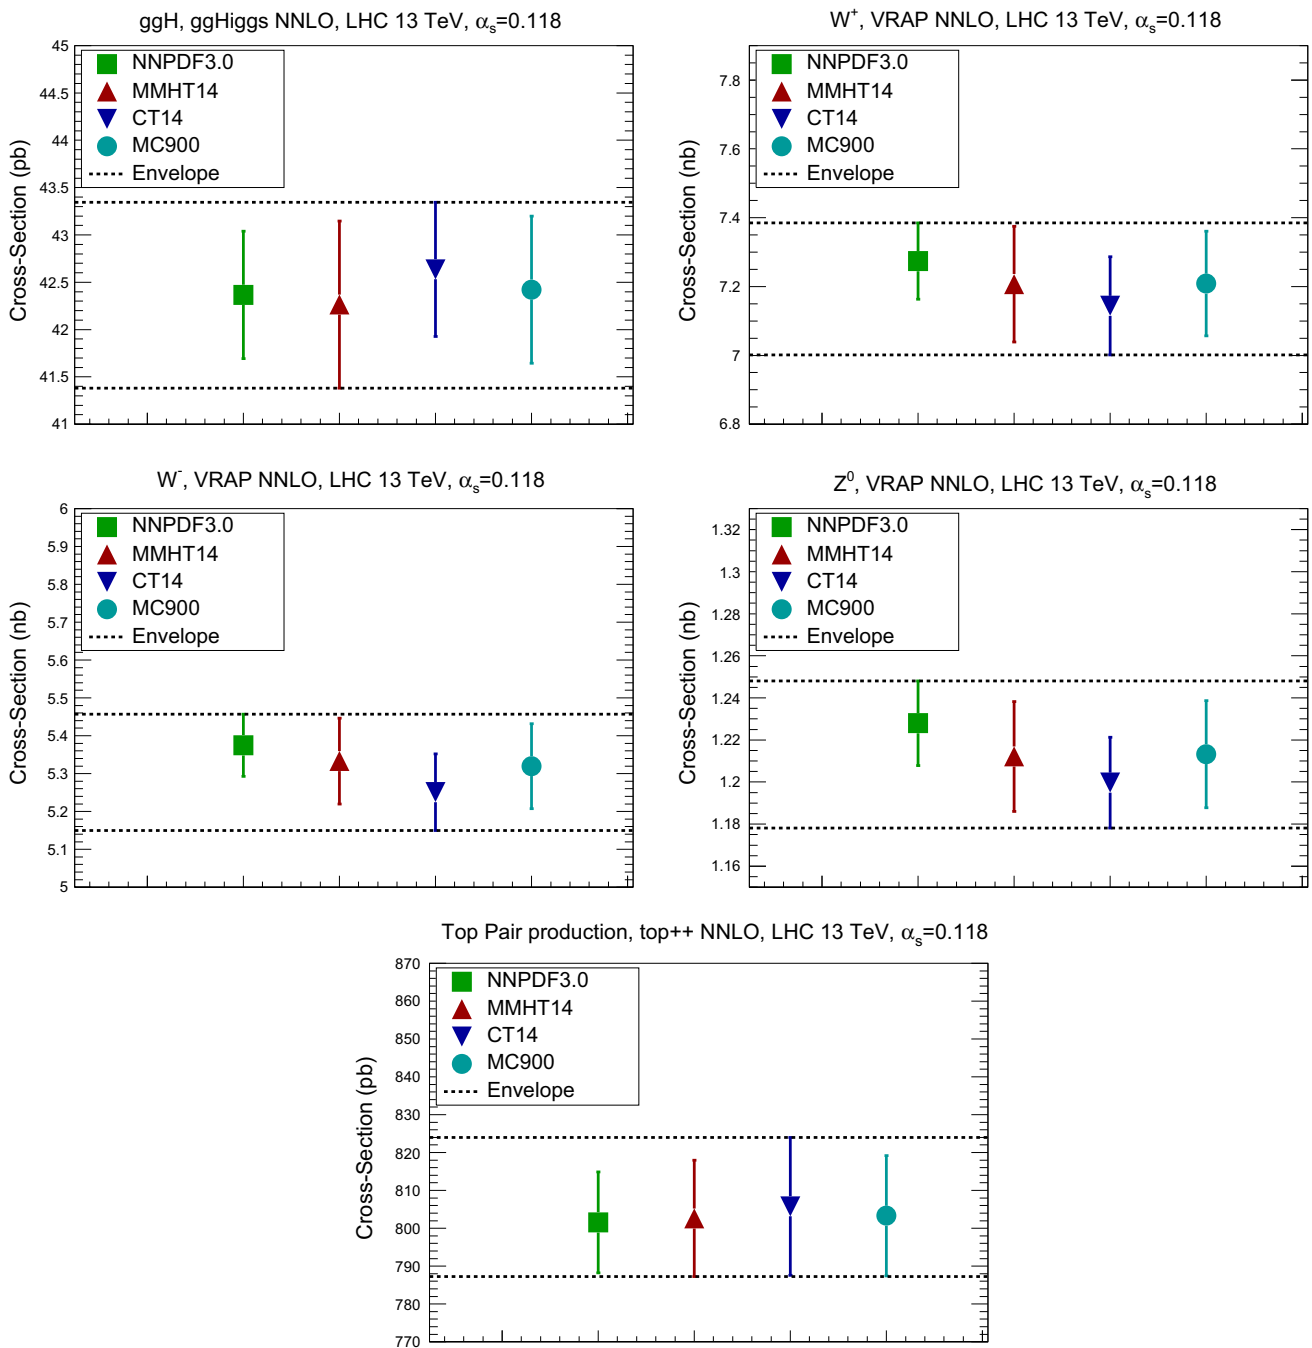 ggH, ggHiggs NNLO, LHC 13 TeV, αs=0.118
Cross-Section (pb)
45
44.5
44
43.5
43
42.5
42
41.5
41
NNPDF3.0
MMHT14
CT14
MC900
Envelope
W+, VRAP NNLO, LHC 13 TeV, αs=0.118
Cross-Section (nb)
7.8
7.6
7.4
7.2
7
6.8
NNPDF3.0
MMHT14
CT14
MC900
Envelope
W-, VRAP NNLO, LHC 13 TeV, αs=0.118
Cross-Section (nb)
6
5.9
5.8
5.7
5.6
5.5
5.4
5.3
5.2
5.1
5
NNPDF3.0
MMHT14
CT14
MC900
Envelope
Z0, VRAP NNLO, LHC 13 TeV, αs=0.118
Cross-Section (nb)
1.32
1.3
1.28
1.26
1.24
1.22
1.2
1.18
1.16
NNPDF3.0
MMHT14
CT14
MC900
Envelope
Top Pair production, top++ NNLO, LHC 13 TeV, αs=0.118
Cross-Section (pb)
870
860
850
840
830
820
810
800
790
780
770
NNPDF3.0
MMHT14
CT14
MC900
Envelope